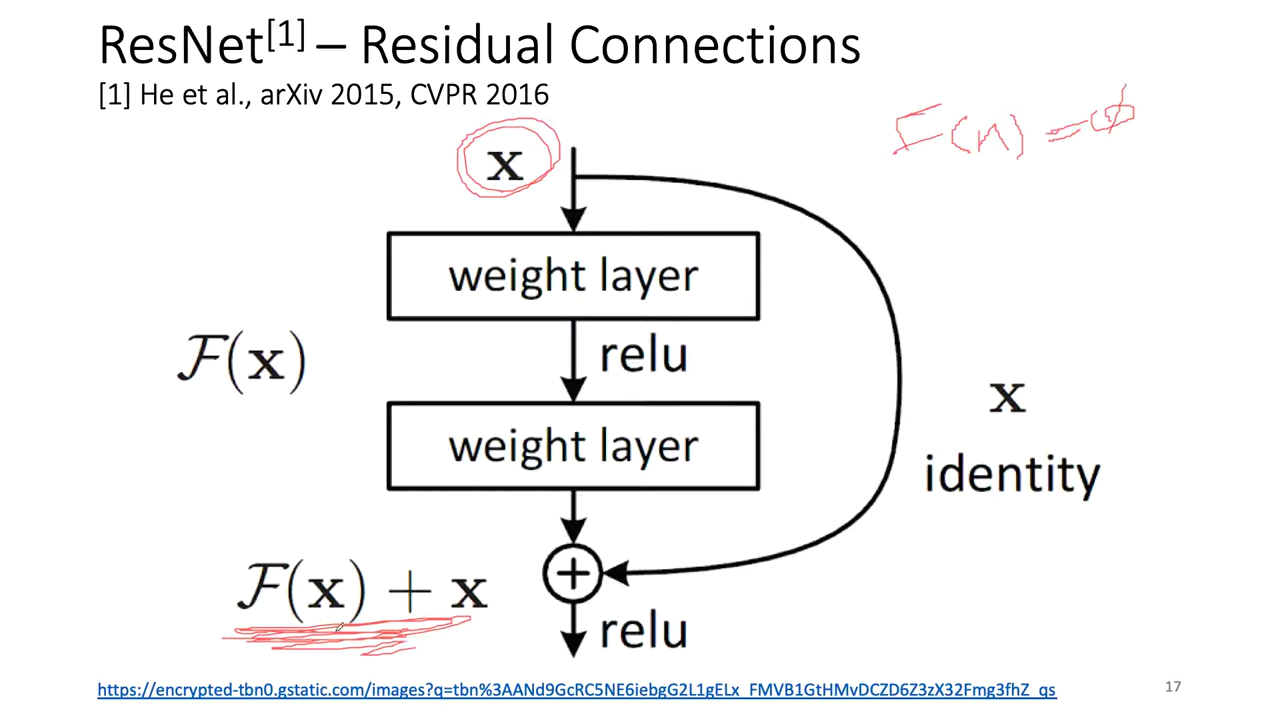 ResNet[1] – Residual Connections
[1] He et al., arXiv 2015, CVPR 2016
F(n) = ϕ
x
weight layer
relu
F(x)
weight layer
x
identity
F(x) + x
relu
https://encrypted-tbn0.gstatic.com/images?q=tbn%3AANd9GcRC5NE6iebgG2L1gELx_FMVB1GtHMvDCZD6Z3zX32Fmg3fhZ_qs
17